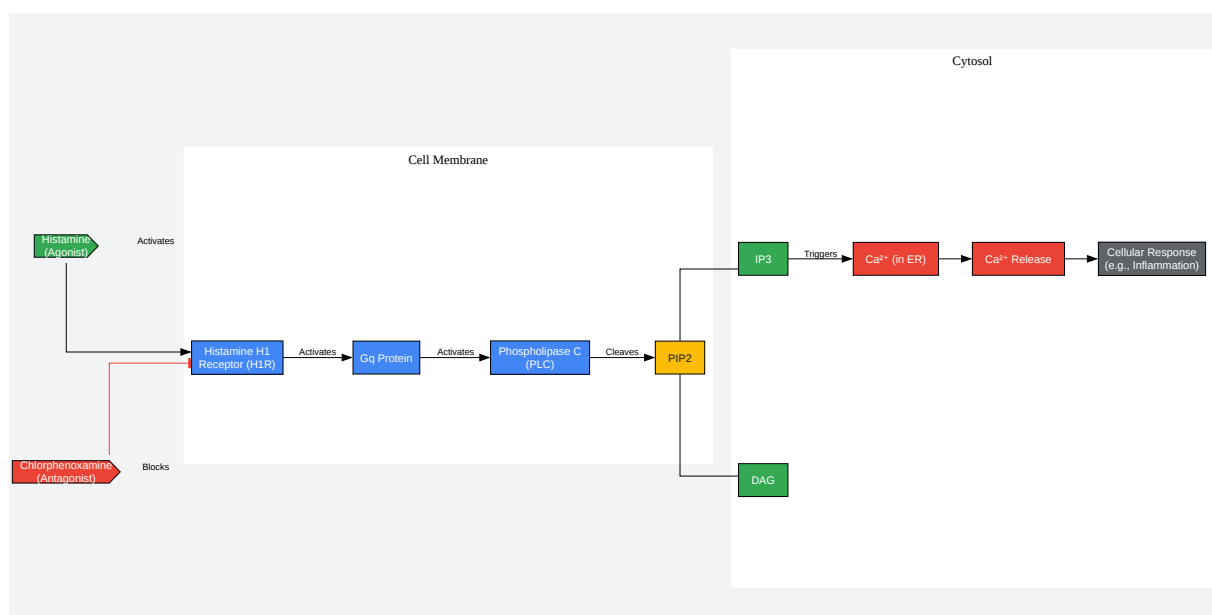 Cytosol
Cell Membrane
Histamine
(Agonist)
Activates
IP3
Triggers
Ca²⁺ (in ER)
Ca²⁺ Release
Cellular Response
(e.g., Inflammation)
Histamine H1
Receptor (H1R)
Activates
Gq Protein
Activates
Phospholipase C
(PLC)
Cleaves
PIP2
Chlorphenoxamine
(Antagonist)
Blocks
DAG